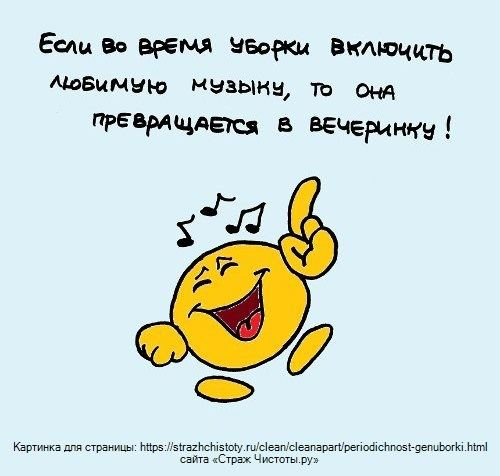 Если во время уборки включить
любимую музыку, то она
превращается в вечеринку!
Картинка для страницы: https://strazhchistoty.ru/clean/cleanapart/periodichnost-genuborki.html
сайта «Страж Чистоты.ру»